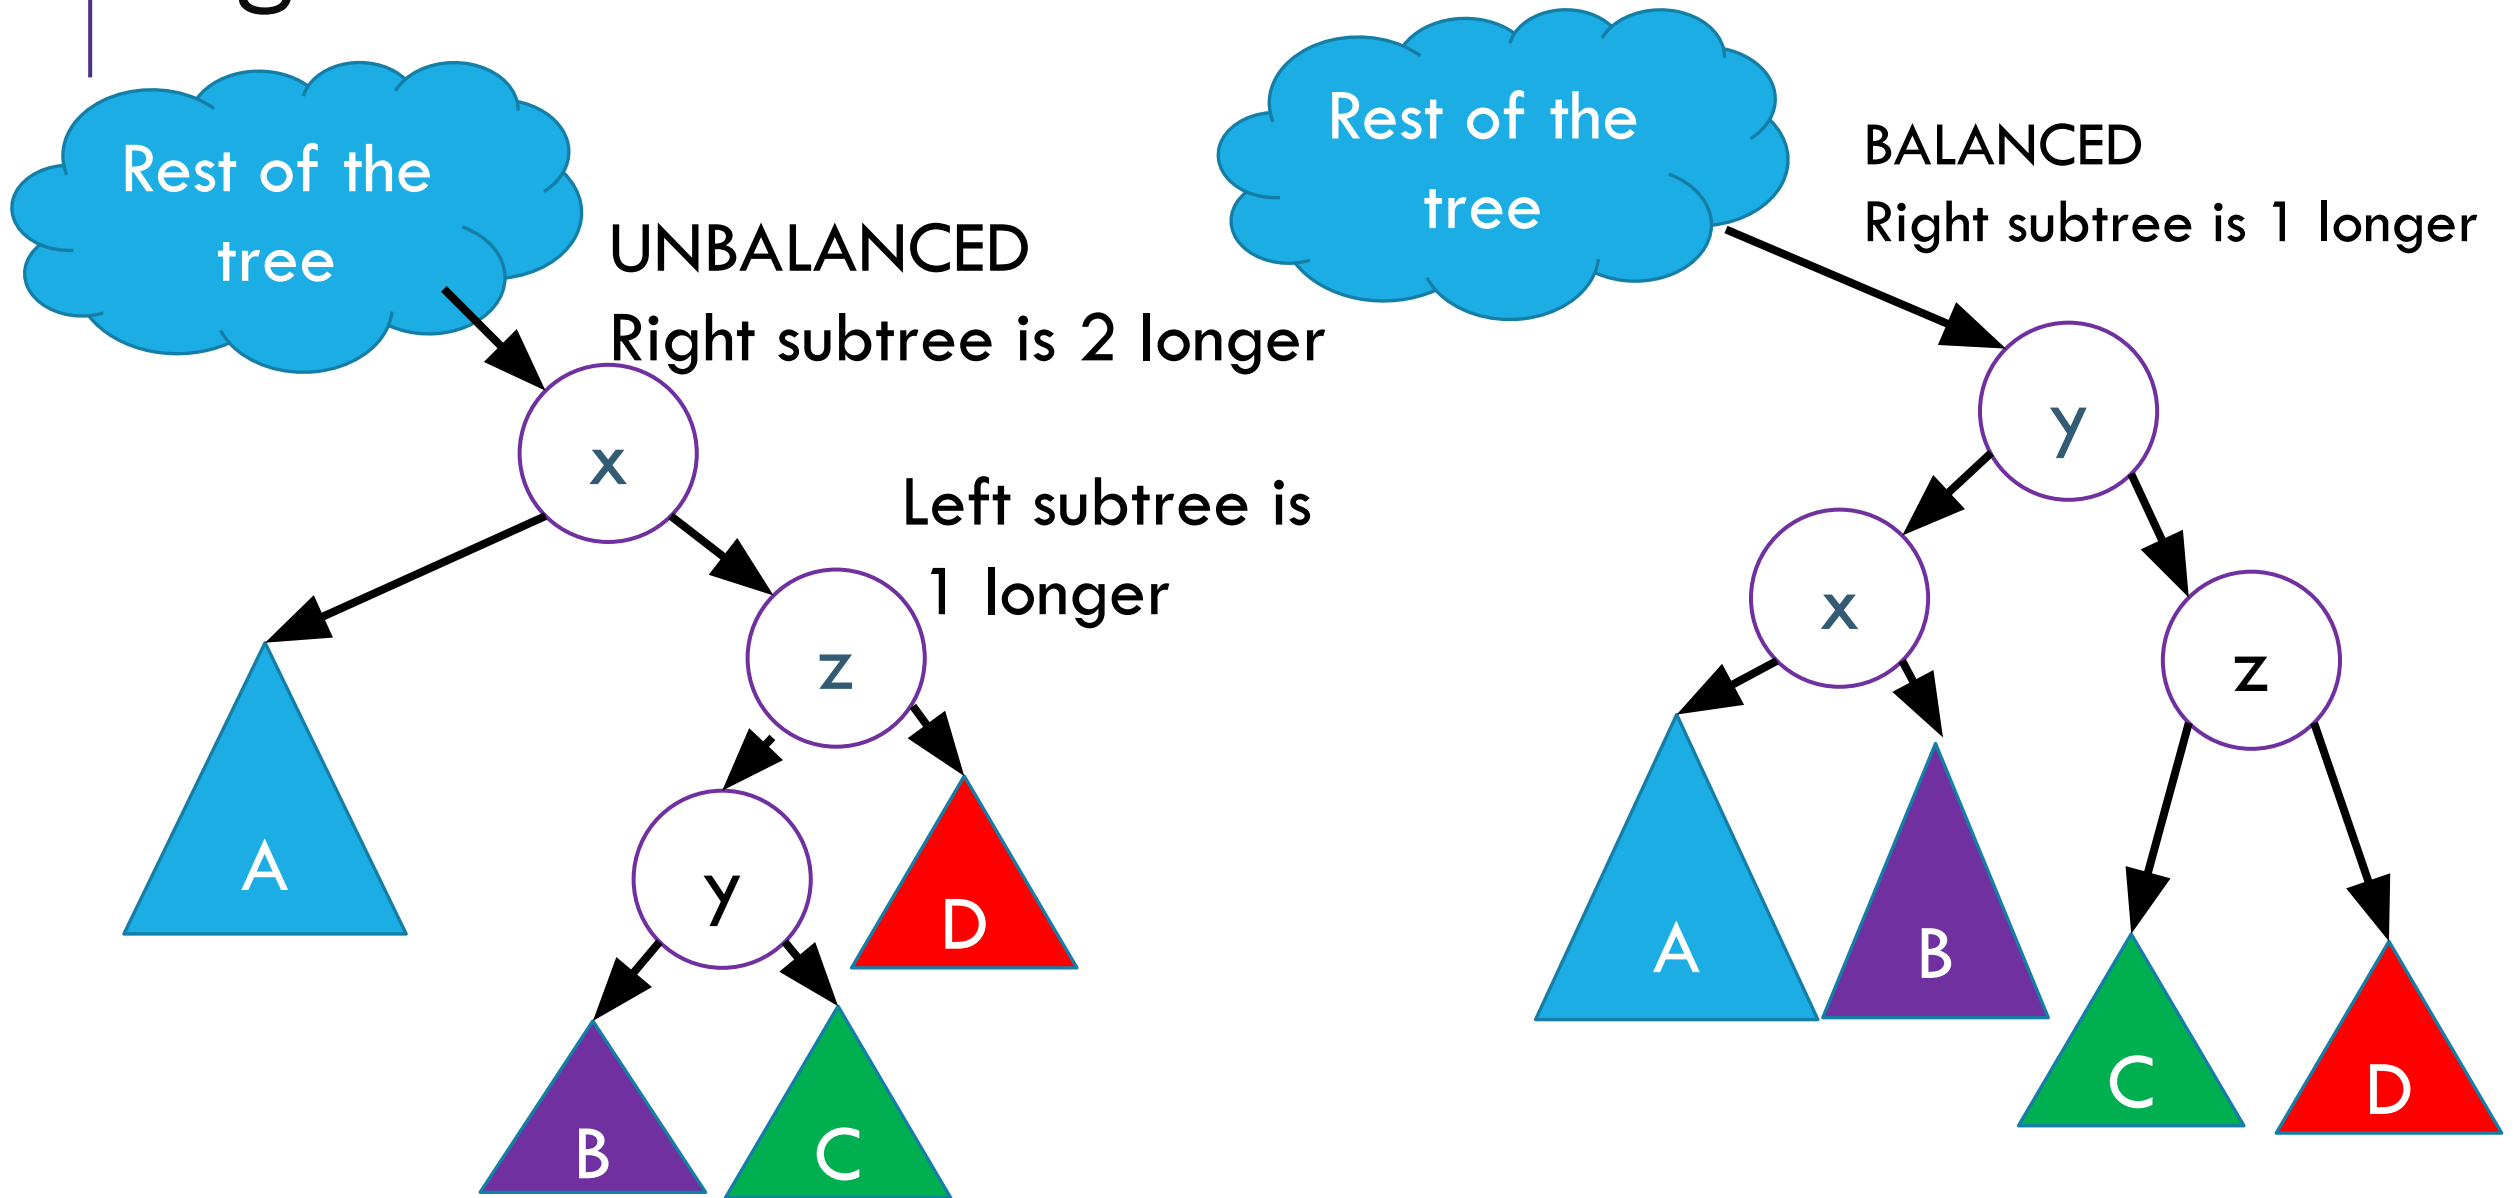 Rest of the
tree
UNBALANCED
Right subtree is 2 longer
x
Left subtree is
1 longer
z
A
D
y
B
C
Rest of the
tree
BALANCED
Right subtree is 1 longer
y
x
z
A
B
C
D